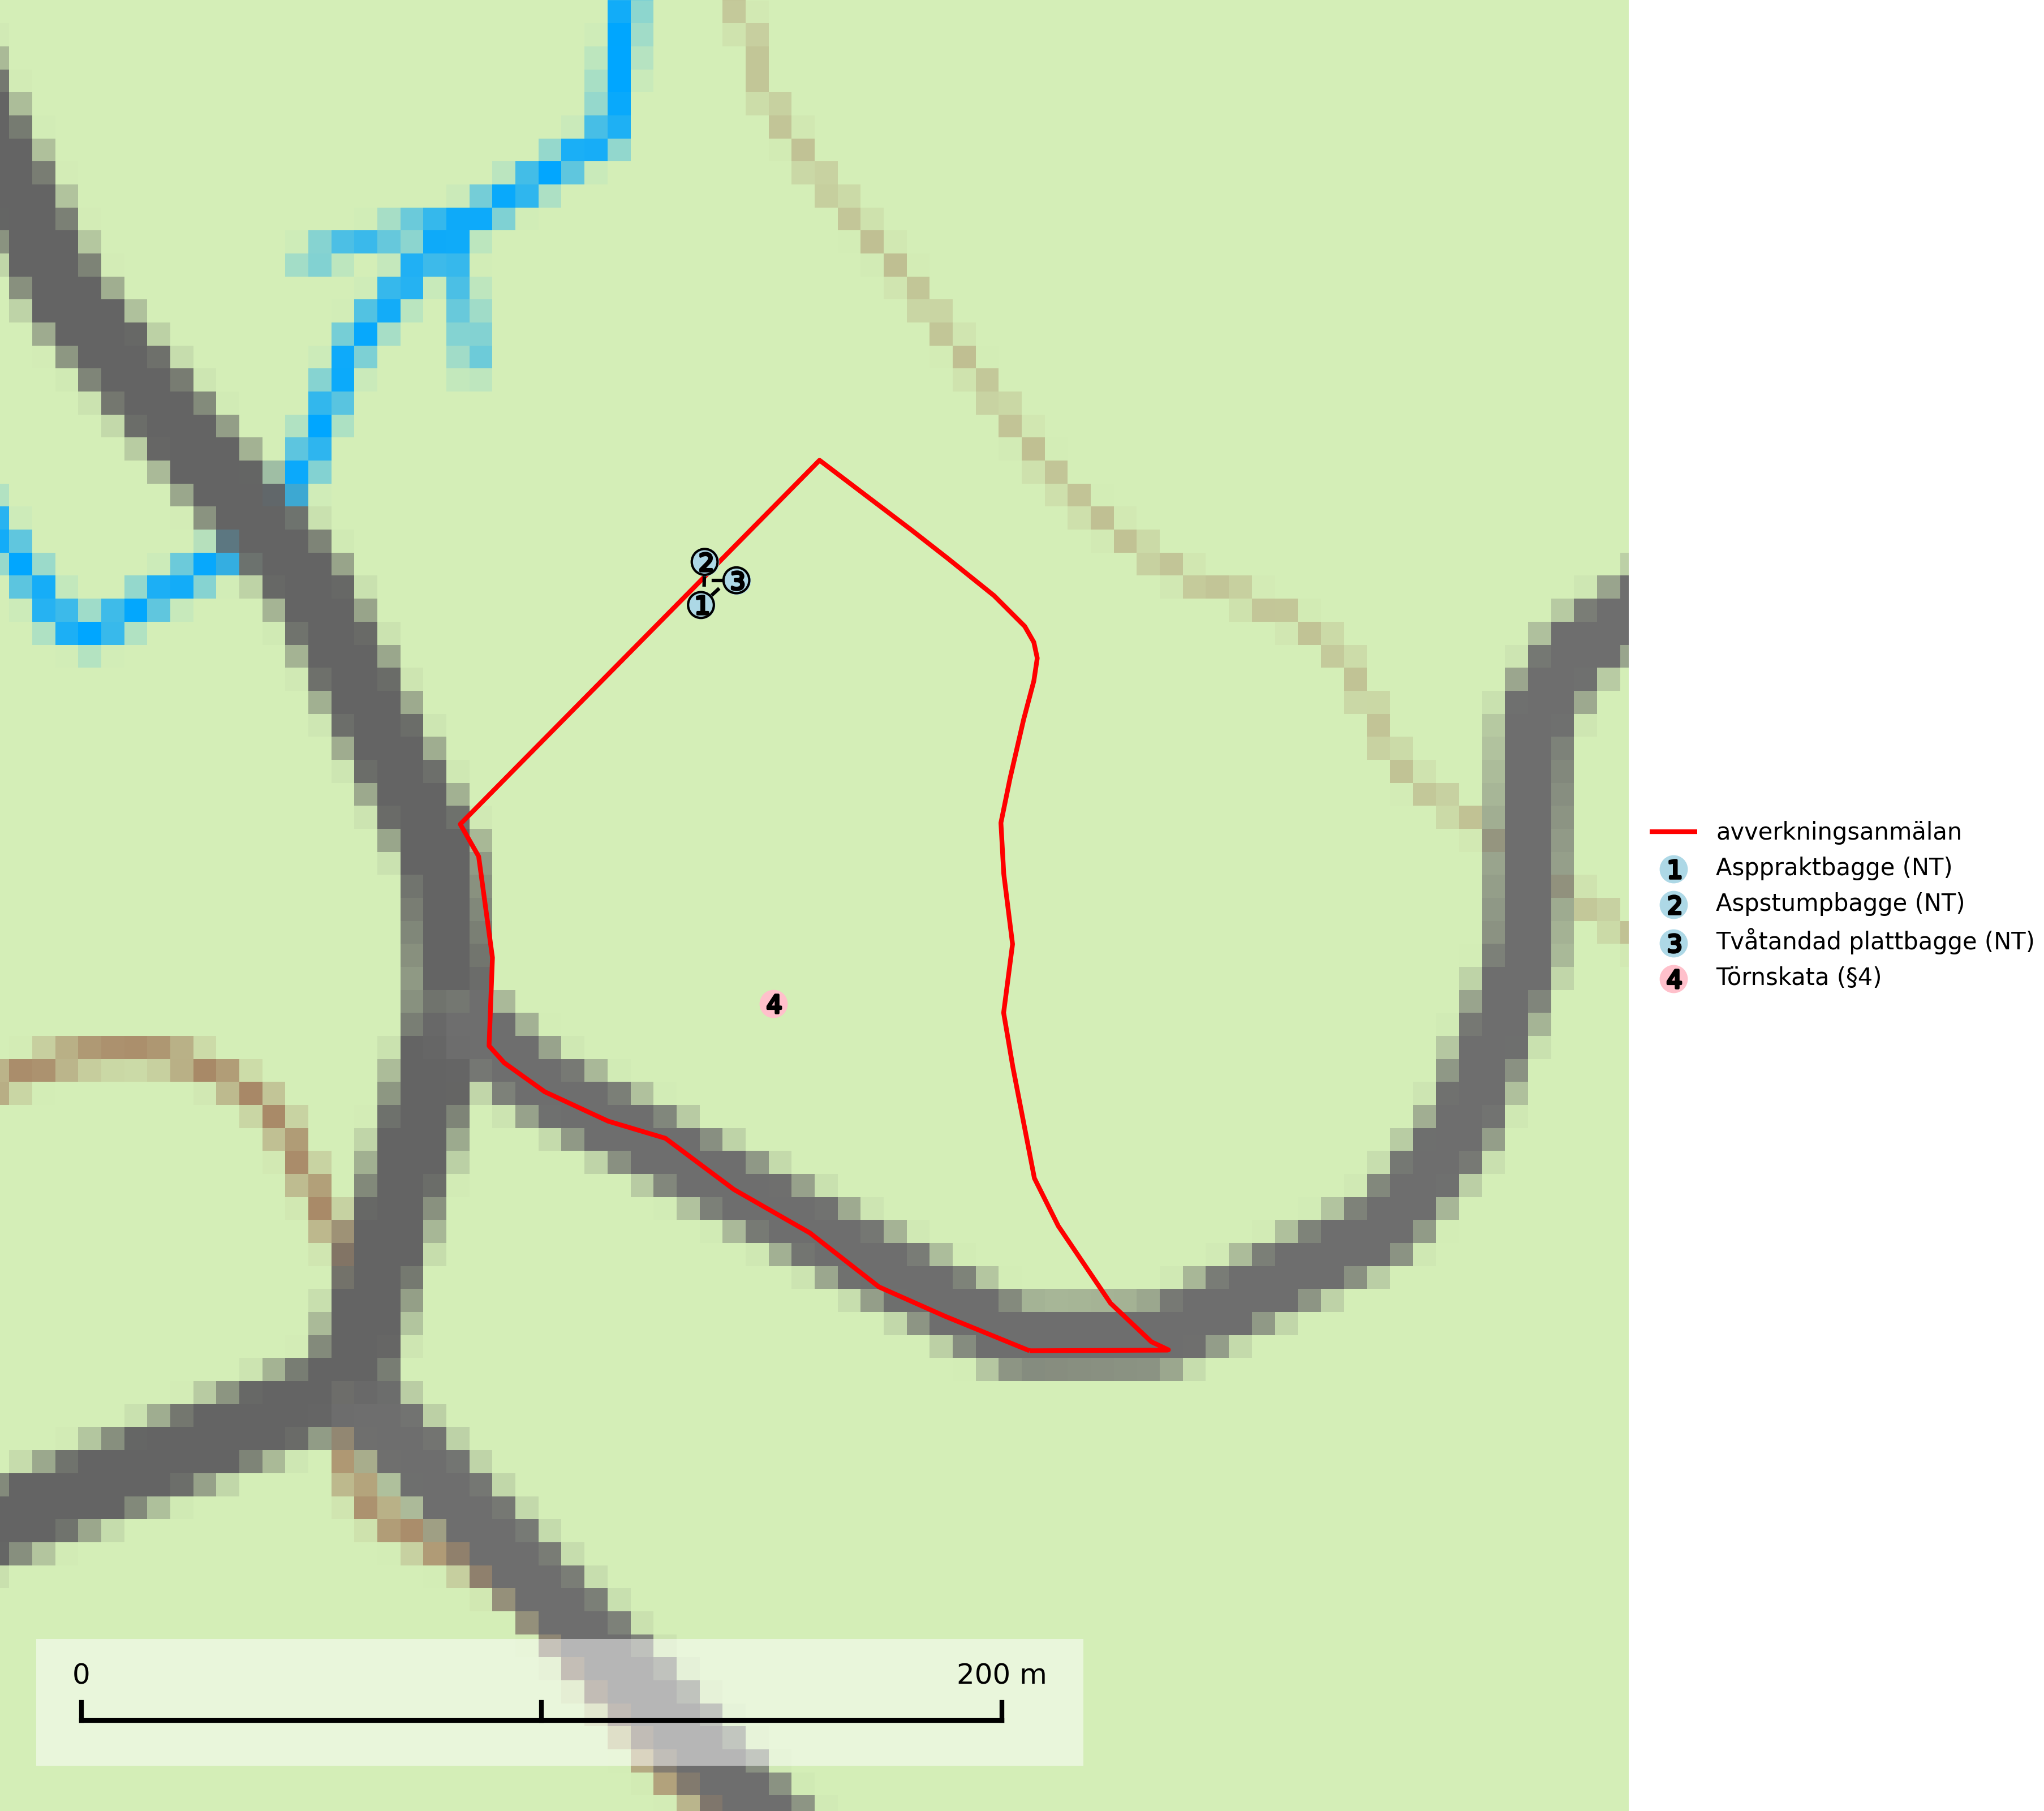 2
3
1
4
avverkningsanmälan
1 Asppraktbagge (NT)
2 Aspstumpbagge (NT)
3 Tvåtandad plattbagge (NT)
4 Törnskata (§4)
0 200 m